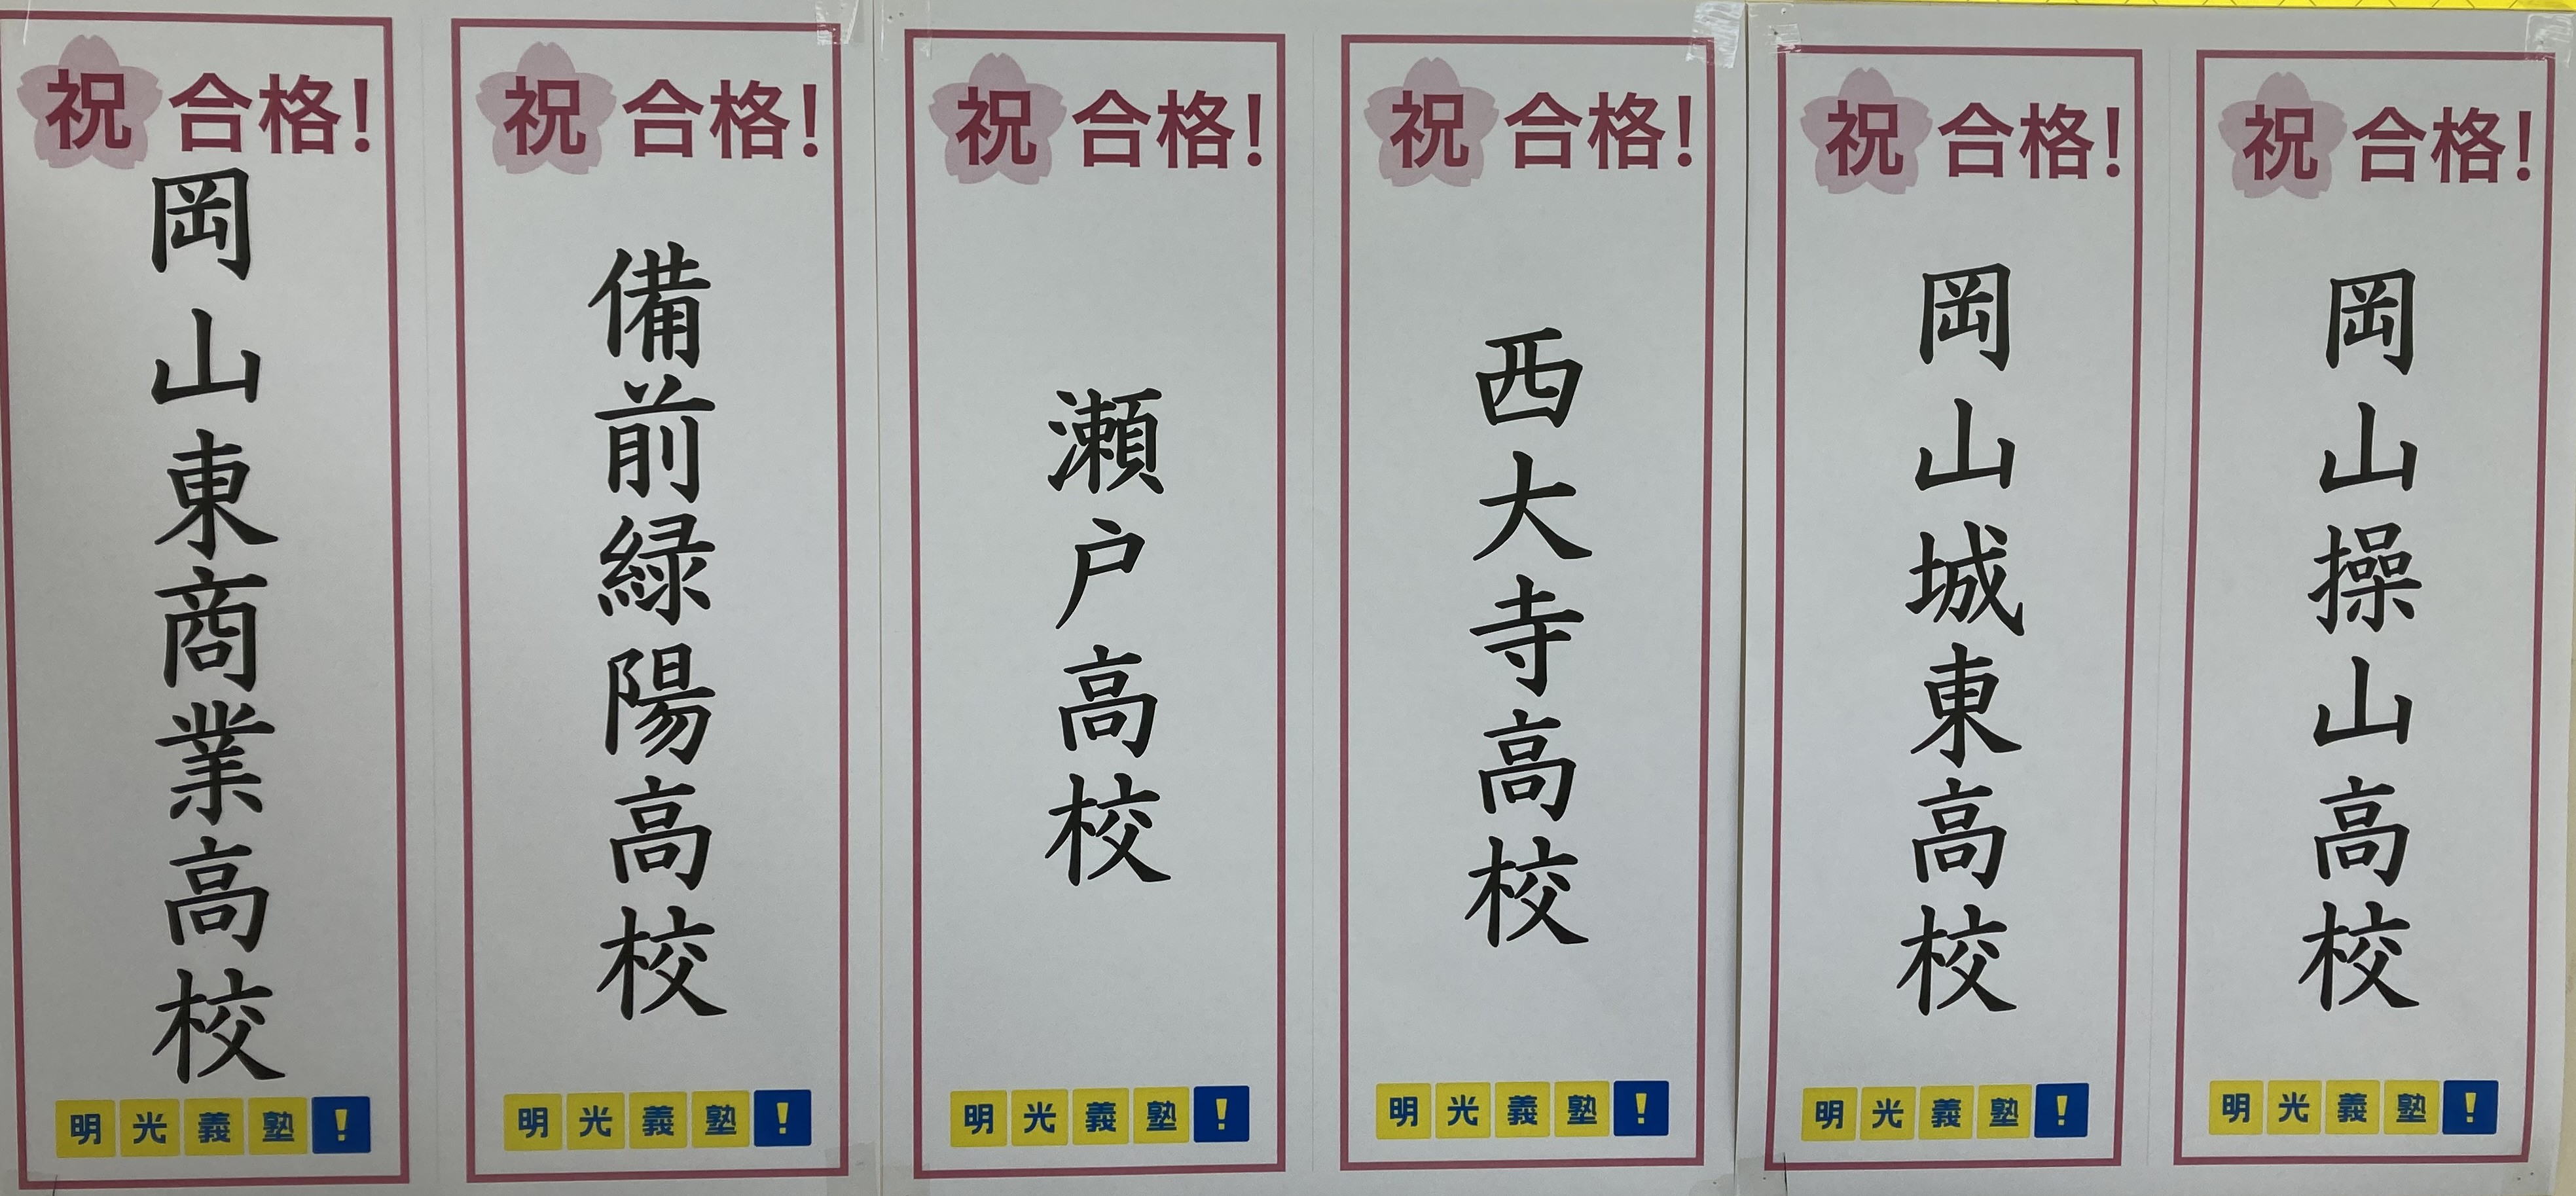 祝 合格!
岡山操山高校
明光義塾!
祝 合格!
岡山城東高校
明光義塾!
祝 合格!
西大寺高校
明光義塾!
祝 合格!
瀬戸高校
明光義塾!
祝 合格!
備前緑陽高校
明光義塾!
祝 合格!
岡山東商業高校
明光義塾!